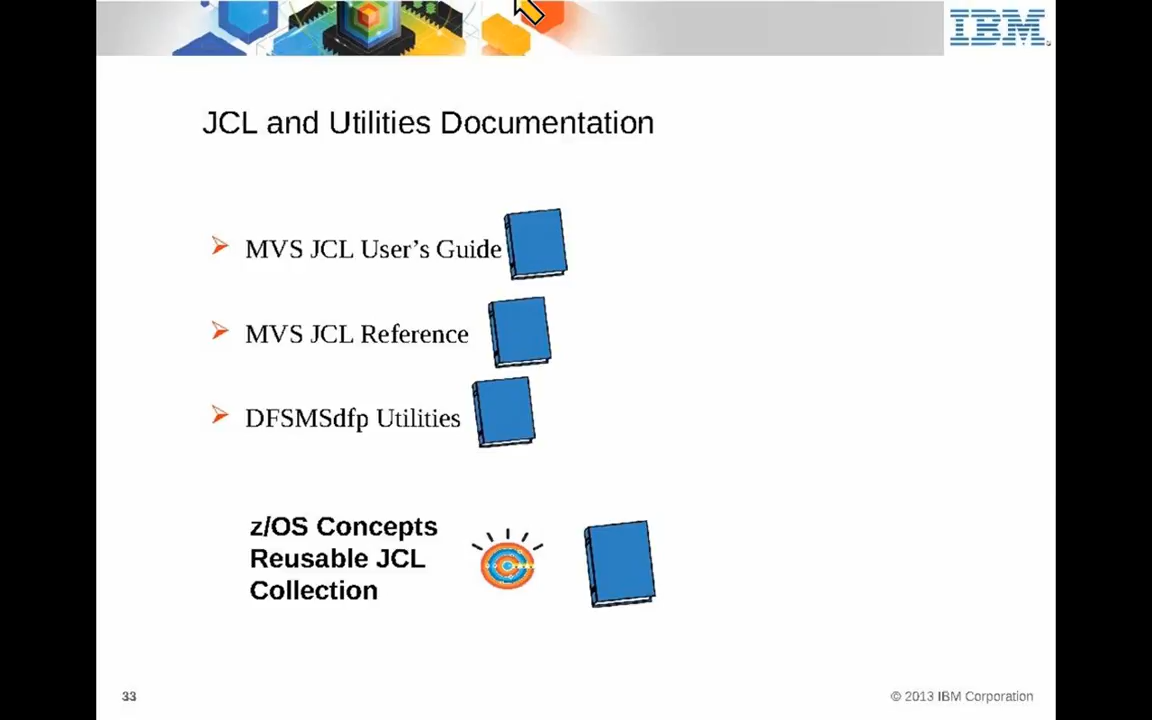 IBM
JCL and Utilities Documentation
MVS JCL User’s Guide
MVS JCL Reference
DFSMSdfp Utilities
z/OS Concepts
Reusable JCL
Collection
33
© 2013 IBM Corporation